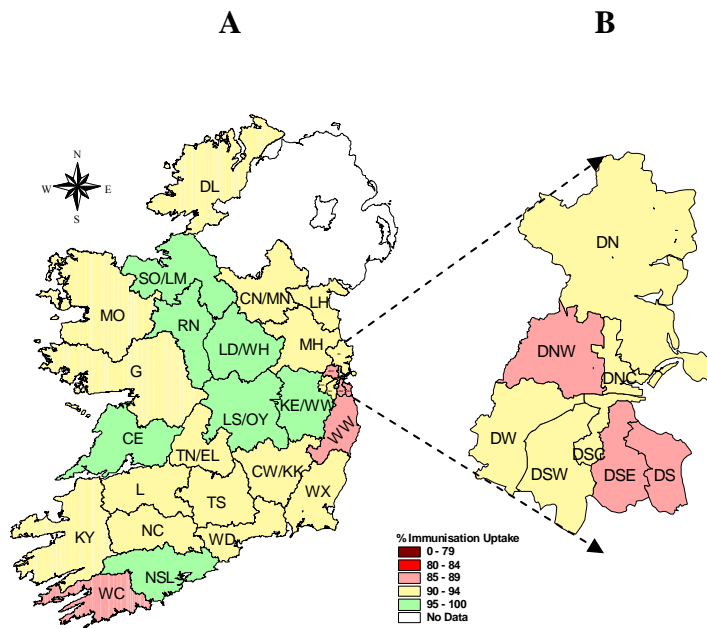 A
B
N
W E
S
DL
SO/LM
CN/MN
LH
MO
RN
LD/WH
MH
G
LS/OY
KE/WW
CE
WW
TN/EL
CW/KK
L
TS
WX
KY
NC
WD
NSL
WC
DN
DNW
DNC
DW
DSC
DSW
DSE
DS
% Immunisation Uptake
0 - 79
80 - 84
85 - 89
90 - 94
95 - 100
No Data